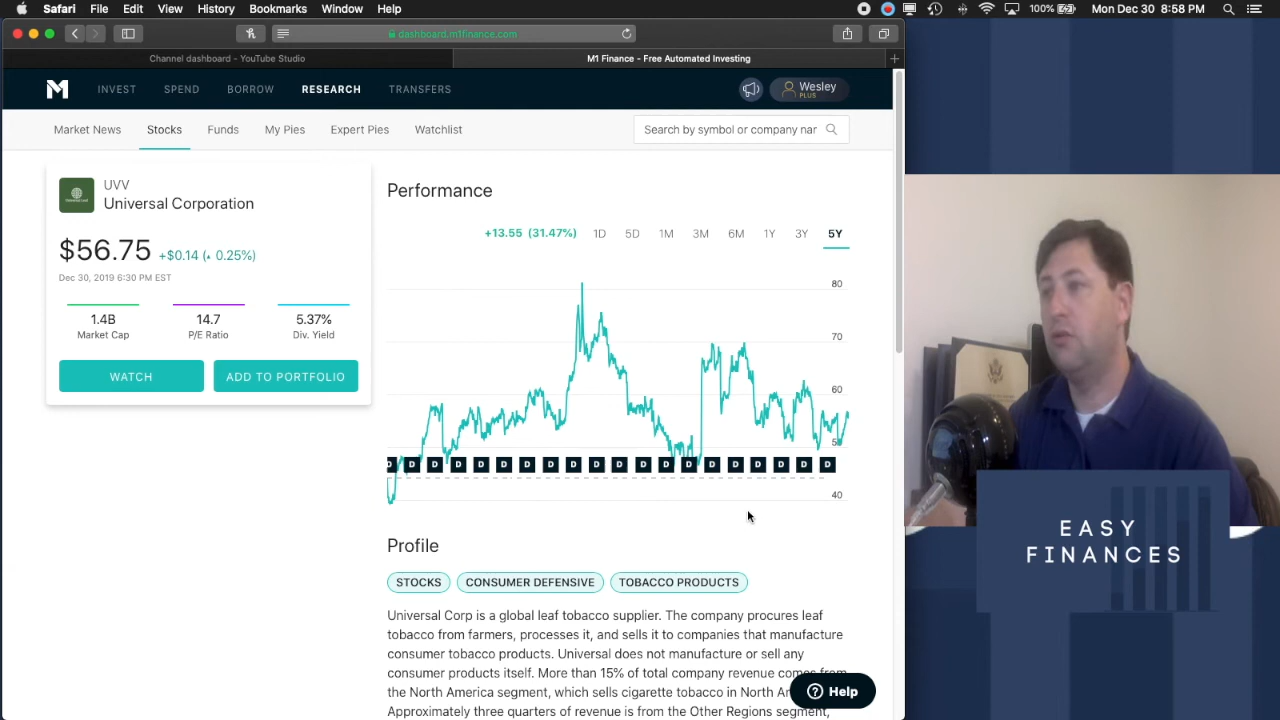 Safari File Edit View History Bookmarks Window Help 100% Mon Dec 30 8:58 PM
dashboard.m1finance.com
Channel dashboard - YouTube Studio M1 Finance - Free Automated Investing
INVEST SPEND BORROW RESEARCH TRANSFERS Wesley
PLUS
Market News Stocks Funds My Pies Expert Pies Watchlist Search by symbol or company nar
UVV
Universal Corporation
$56.75 +$0.14 (▲ 0.25%)
Dec 30, 2019 6:30 PM EST
1.4B 14.7 5.37%
Market Cap P/E Ratio Div. Yield
WATCH ADD TO PORTFOLIO
Performance
+13.55 (31.47%) 1D 5D 1M 3M 6M 1Y 3Y 5Y
80
70
60
D D D D D D D D D D D D D D D D D D D D
40
Profile
STOCKS CONSUMER DEFENSIVE TOBACCO PRODUCTS
Universal Corp is a global leaf tobacco supplier. The company procures leaf
tobacco from farmers, processes it, and sells it to companies that manufacture
consumer tobacco products. Universal does not manufacture or sell any
consumer products itself. More than 15% of total company revenue comes from
the North America segment, which sells cigarette tobacco in North Am
Approximately three quarters of revenue is from the Other Regions segment,
Help
EASY
FINANCES